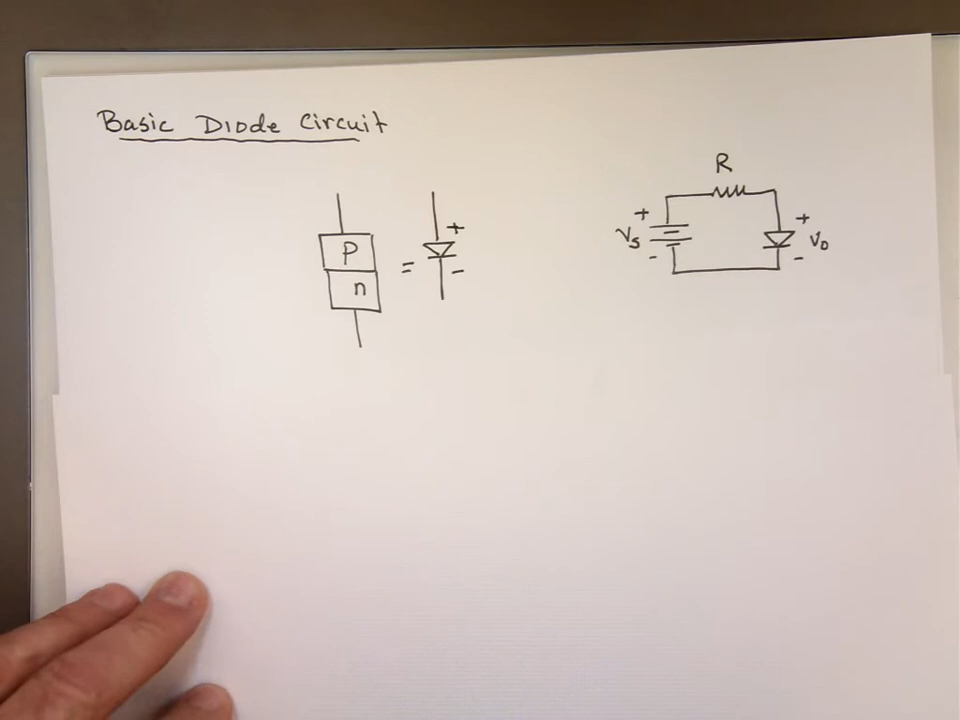 Basic Diode Circuit
P
n
=
+
-
R
+
Vs
-
+
VD
-